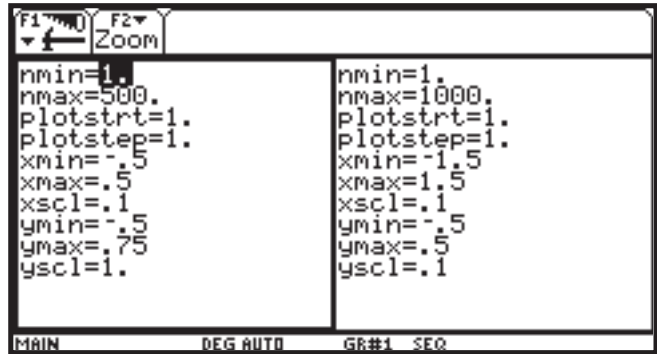 F1 F2
Zoom
nmin=1.
nmax=500.
plotstrt=1.
plotstep=1.
xmin=⁻.5
xmax=.5
xscl=.1
ymin=⁻.5
ymax=.75
yscl=1.
nmin=1.
nmax=1000.
plotstrt=1.
plotstep=1.
xmin=⁻1.5
xmax=1.5
xscl=.1
ymin=⁻.5
ymax=.5
yscl=.1
MAIN DEG AUTO GR#1 SEQ